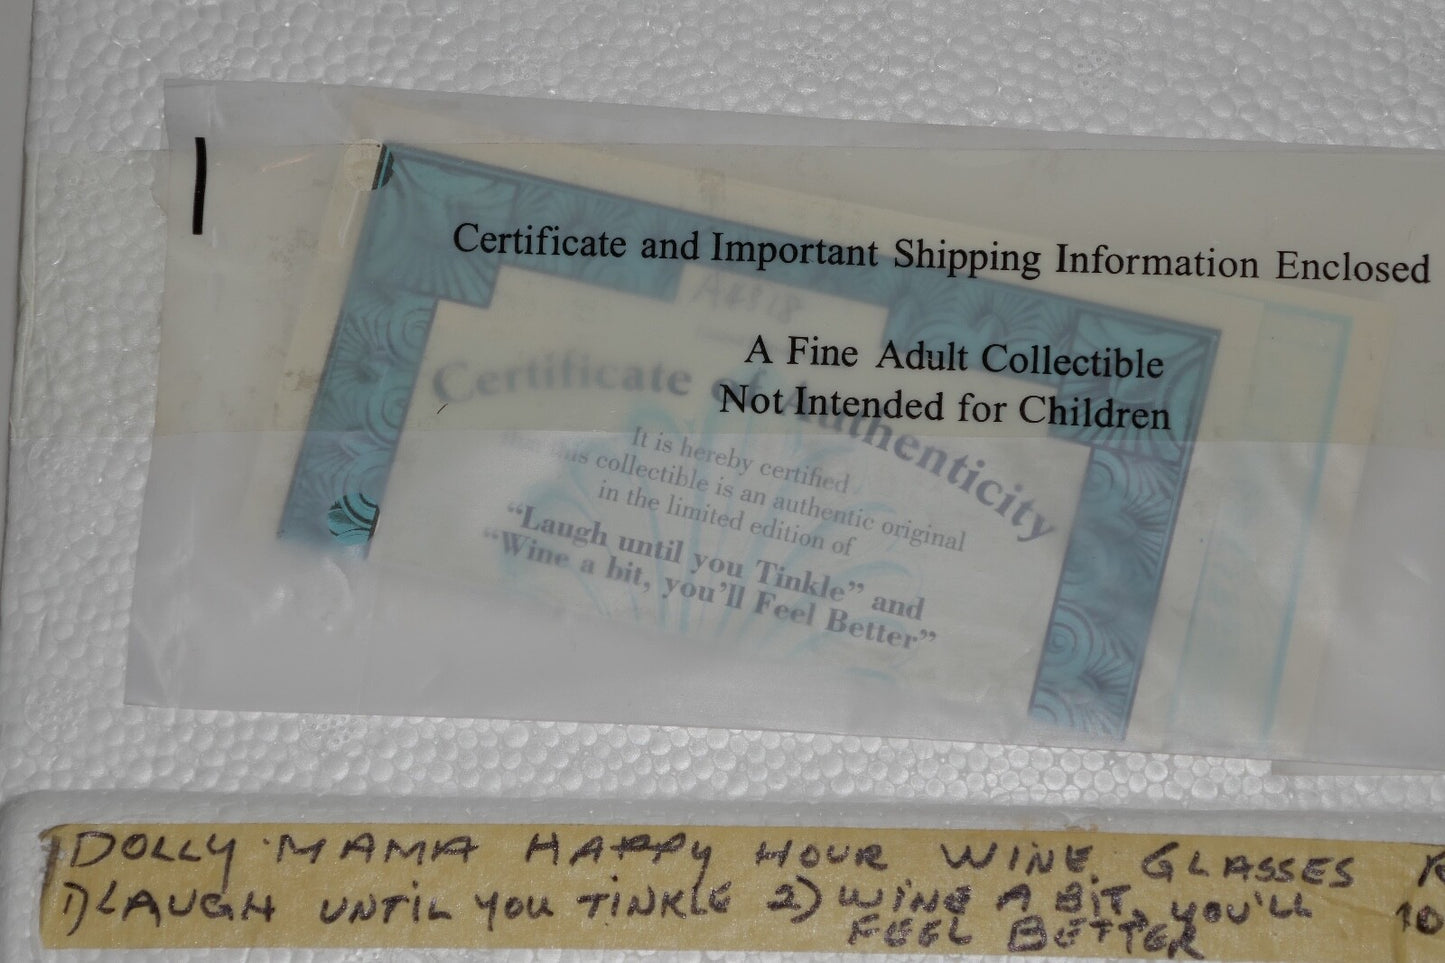 Certificate and Important Shipping Information Enclosed
A Fine Adult Collectible
Not Intended for Children
Certificate of Authenticity
It is hereby certified
that this collectible is an authentic original
in the limited edition of
“Laugh until you Tinkle” and
“Wine a bit, you’ll Feel Better”
DOLLY MAMA HAPPY HOUR WINE GLASSES
1) LAUGH UNTIL YOU TINKLE 2) WINE A BIT, YOU'LL
FEEL BETTER